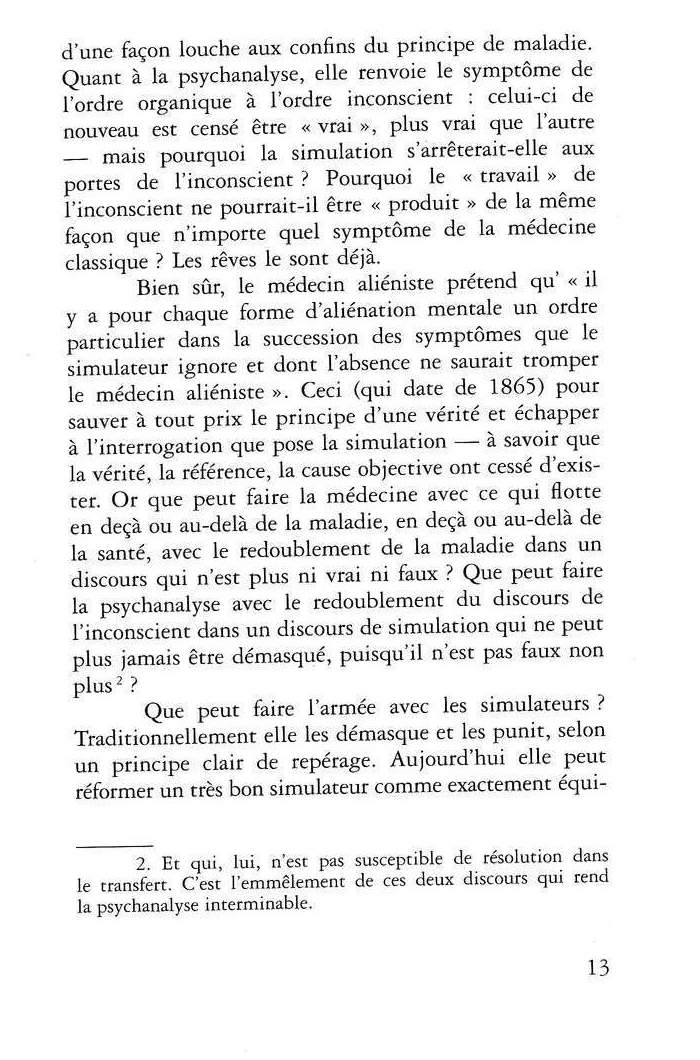 d'une façon louche aux confins du principe de maladie.
Quant à la psychanalyse, elle renvoie le symptôme de
l'ordre organique à l'ordre inconscient : celui-ci de
nouveau est censé être « vrai », plus vrai que l'autre
— mais pourquoi la simulation s'arrêterait-elle aux
portes de l'inconscient ? Pourquoi le « travail » de
l'inconscient ne pourrait-il être « produit » de la même
façon que n'importe quel symptôme de la médecine
classique ? Les rêves le sont déjà.
Bien sûr, le médecin aliéniste prétend qu' « il
y a pour chaque forme d'aliénation mentale un ordre
particulier dans la succession des symptômes que le
simulateur ignore et dont l'absence ne saurait tromper
le médecin aliéniste ». Ceci (qui date de 1865) pour
sauver à tout prix le principe d'une vérité et échapper
à l'interrogation que pose la simulation — à savoir que
la vérité, la référence, la cause objective ont cessé d'exis-
ter. Or que peut faire la médecine avec ce qui flotte
en deçà ou au-delà de la maladie, en deçà ou au-delà de
la santé, avec le redoublement de la maladie dans un
discours qui n'est plus ni vrai ni faux ? Que peut faire
la psychanalyse avec le redoublement du discours de
l'inconscient dans un discours de simulation qui ne peut
plus jamais être démasqué, puisqu'il n'est pas faux non
plus ² ?
Que peut faire l'armée avec les simulateurs ?
Traditionnellement elle les démasque et les punit, selon
un principe clair de repérage. Aujourd'hui elle peut
réformer un très bon simulateur comme exactement équi-
2. Et qui, lui, n'est pas susceptible de résolution dans
le transfert. C'est l'emmêlement de ces deux discours qui rend
la psychanalyse interminable.
13